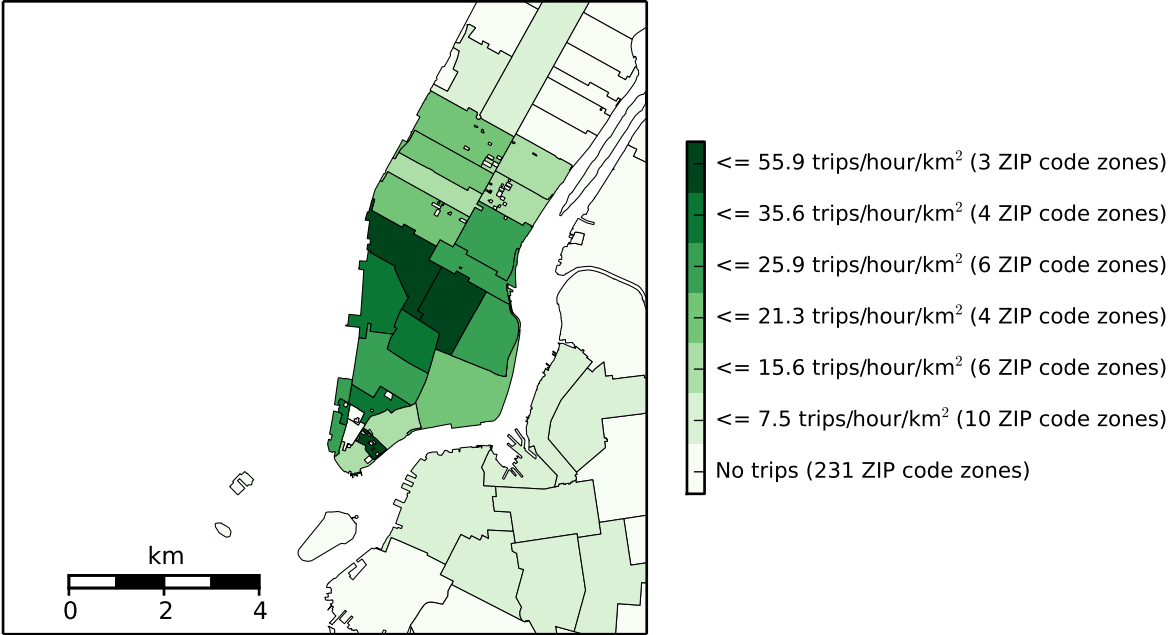 <= 55.9 trips/hour/km² (3 ZIP code zones)
<= 35.6 trips/hour/km² (4 ZIP code zones)
<= 25.9 trips/hour/km² (6 ZIP code zones)
<= 21.3 trips/hour/km² (4 ZIP code zones)
<= 15.6 trips/hour/km² (6 ZIP code zones)
<= 7.5 trips/hour/km² (10 ZIP code zones)
No trips (231 ZIP code zones)
km
0 2 4